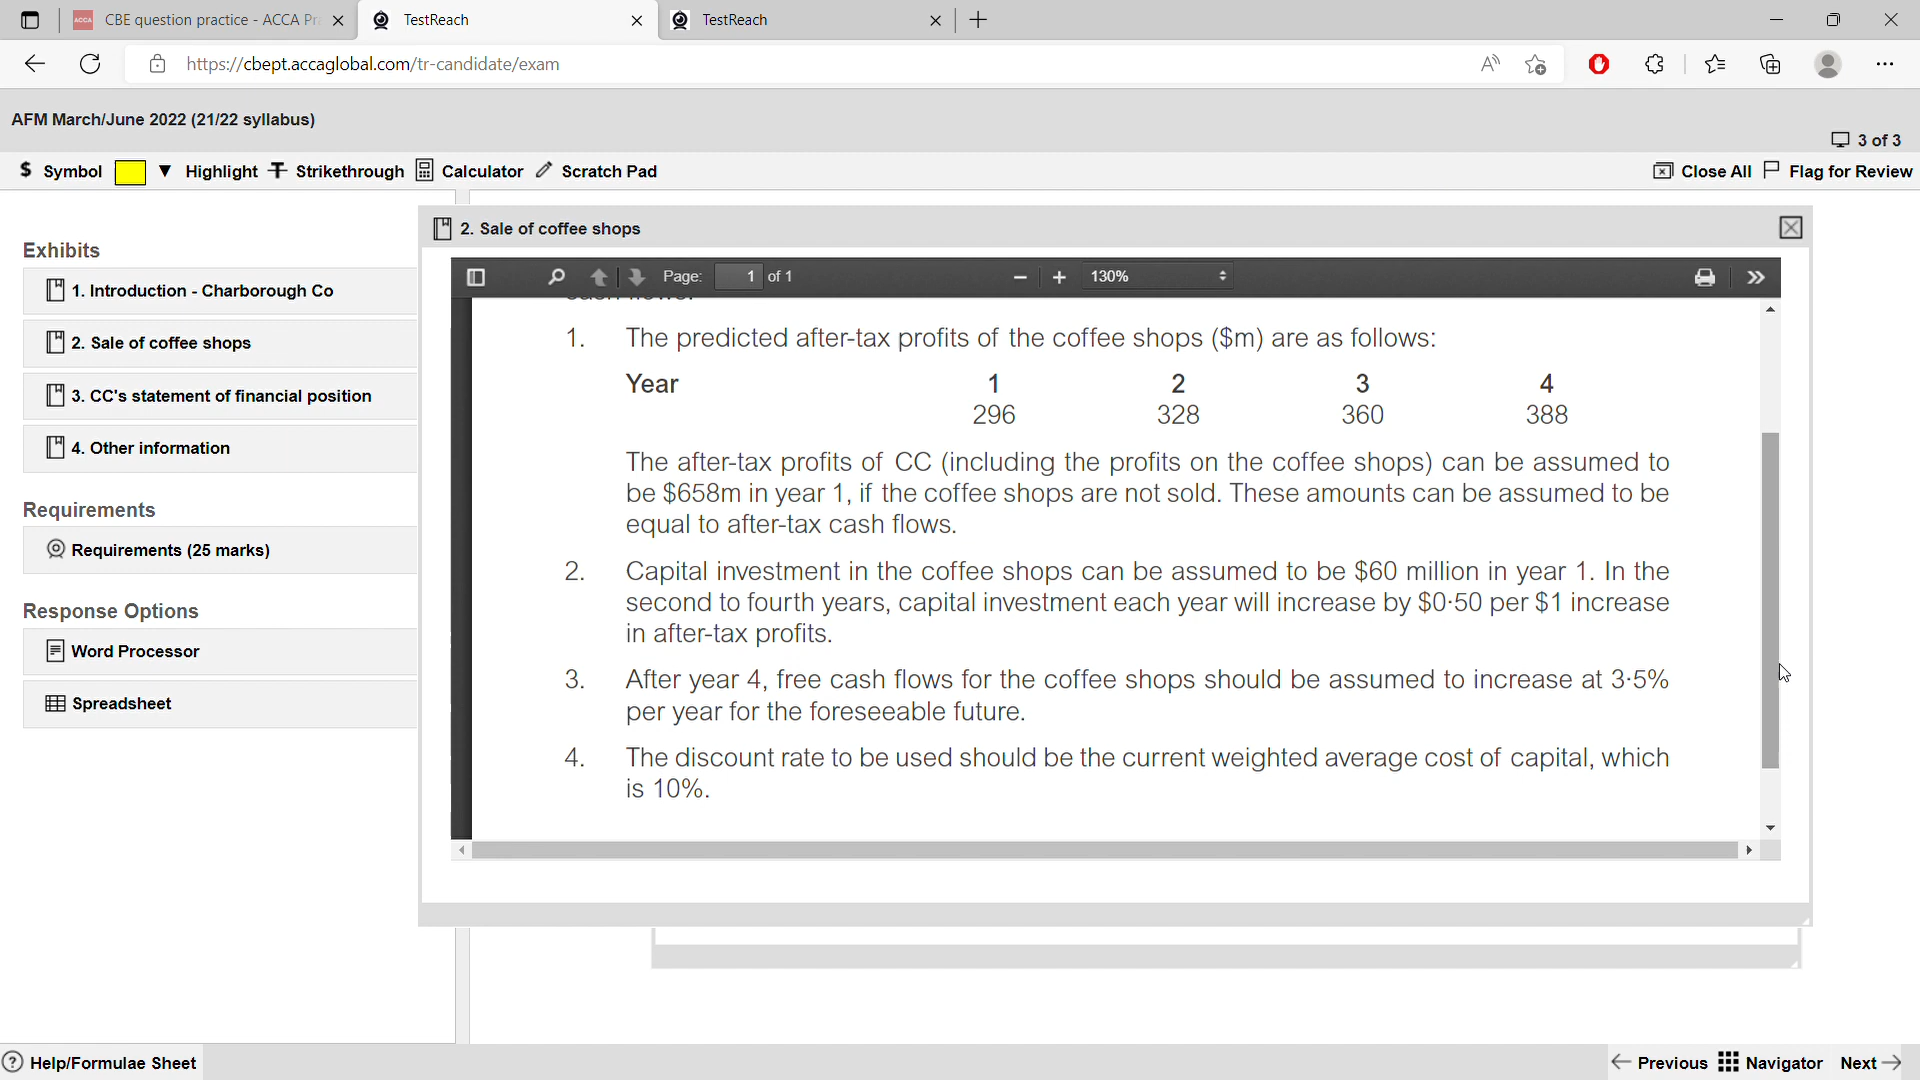 CBE question practice - ACCA Pr
TestReach
TestReach
https://cbept.accaglobal.com/tr-candidate/exam
AFM March/June 2022 (21/22 syllabus)
3 of 3
$ Symbol
Highlight
Strikethrough
Calculator
Scratch Pad
Close All
Flag for Review
Exhibits
1. Introduction - Charborough Co
2. Sale of coffee shops
3. CC's statement of financial position
4. Other information
Requirements
Requirements (25 marks)
Response Options
Word Processor
Spreadsheet
2. Sale of coffee shops
Page: 1 of 1
130%
cash flows.
1. The predicted after-tax profits of the coffee shops ($m) are as follows:
Year 1 2 3 4
296 328 360 388
The after-tax profits of CC (including the profits on the coffee shops) can be assumed to
be $658m in year 1, if the coffee shops are not sold. These amounts can be assumed to be
equal to after-tax cash flows.
2. Capital investment in the coffee shops can be assumed to be $60 million in year 1. In the
second to fourth years, capital investment each year will increase by $0·50 per $1 increase
in after-tax profits.
3. After year 4, free cash flows for the coffee shops should be assumed to increase at 3·5%
per year for the foreseeable future.
4. The discount rate to be used should be the current weighted average cost of capital, which
is 10%.
Help/Formulae Sheet
Previous
Navigator
Next